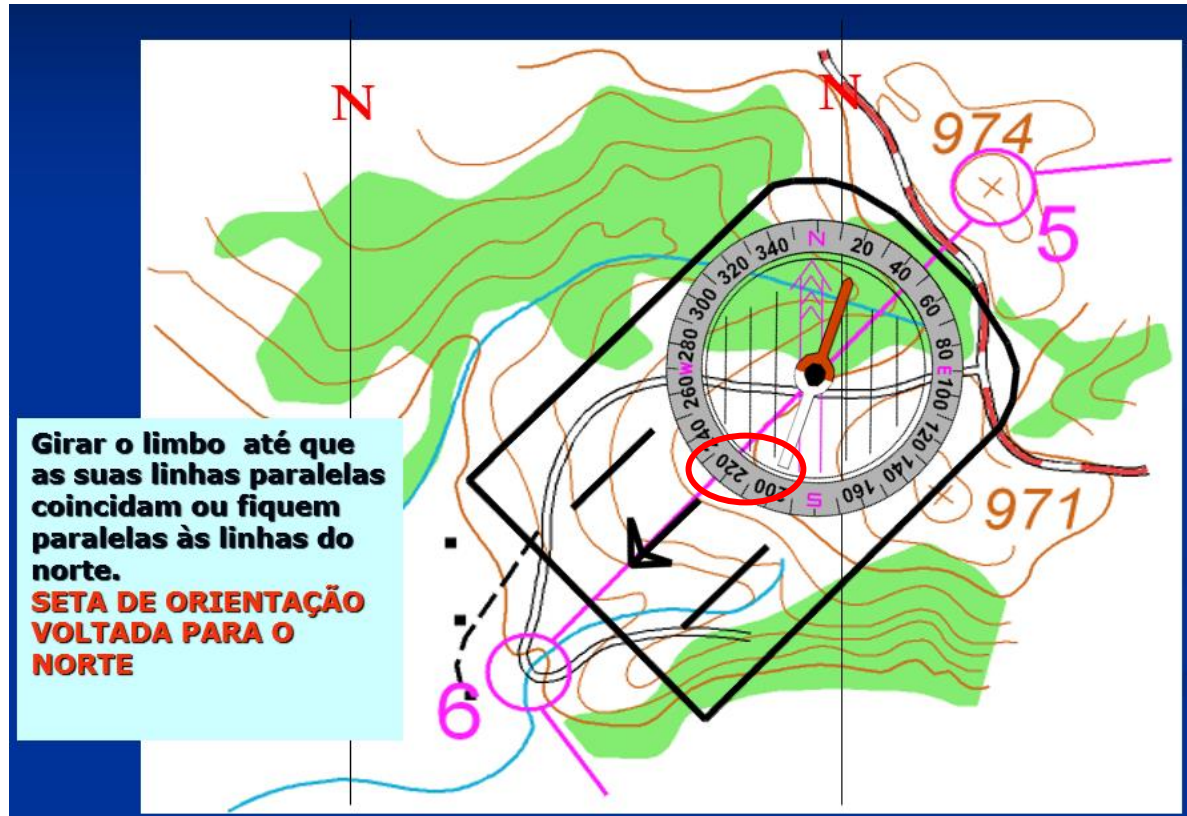 N
N
974
5
N
20
40
60
80
E
100
120
140
160
S
200
220
240
260
W
280
300
320
340
971
6
Girar o limbo até que
as suas linhas paralelas
coincidam ou fiquem
paralelas às linhas do
norte.
SETA DE ORIENTAÇÃO
VOLTADA PARA O
NORTE